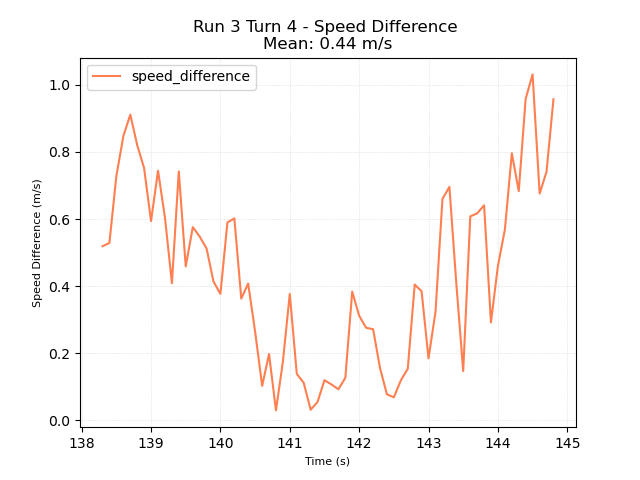 Run 3 Turn 4 - Speed Difference
Mean: 0.44 m/s
speed_difference
Speed Difference (m/s)
1.0
0.8
0.6
0.4
0.2
0.0
138 139 140 141 142 143 144 145
Time (s)